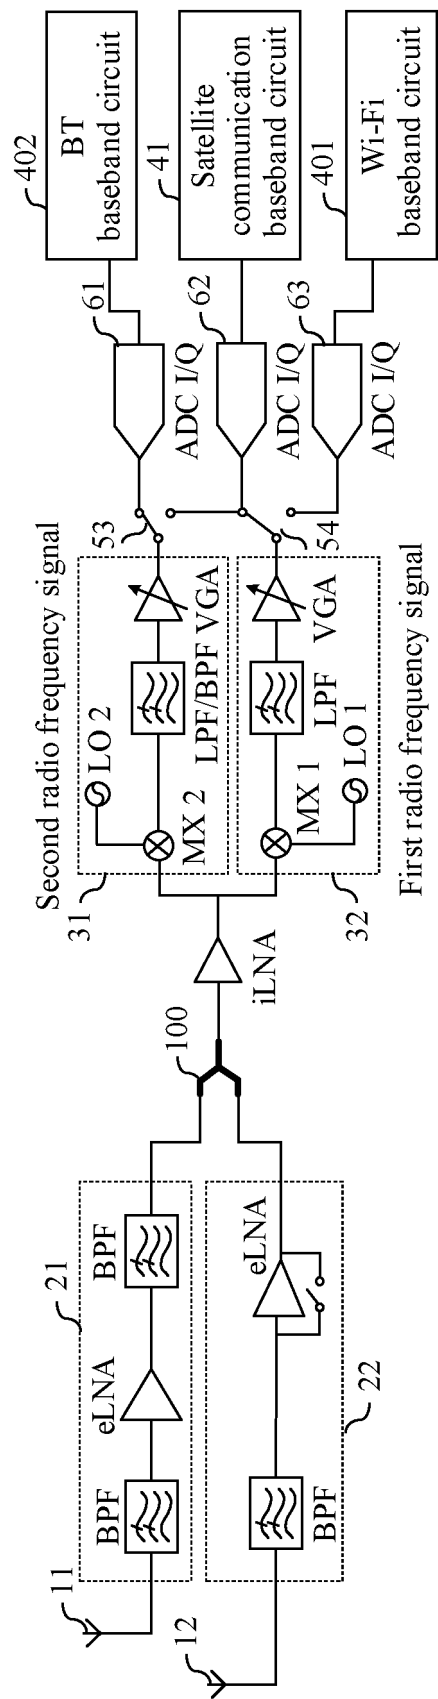 11
12
21
BPF
eLNA
BPF
BPF
eLNA
22
100
iLNA
Second radio frequency signal
31
LO 2
MX 2
LPF/BPF
VGA
MX 1
LO 1
LPF
VGA
32
First radio frequency signal
53
54
61
ADC I/Q
62
ADC I/Q
63
ADC I/Q
402
BT
baseband circuit
41
Satellite
communication
baseband circuit
401
Wi-Fi
baseband circuit